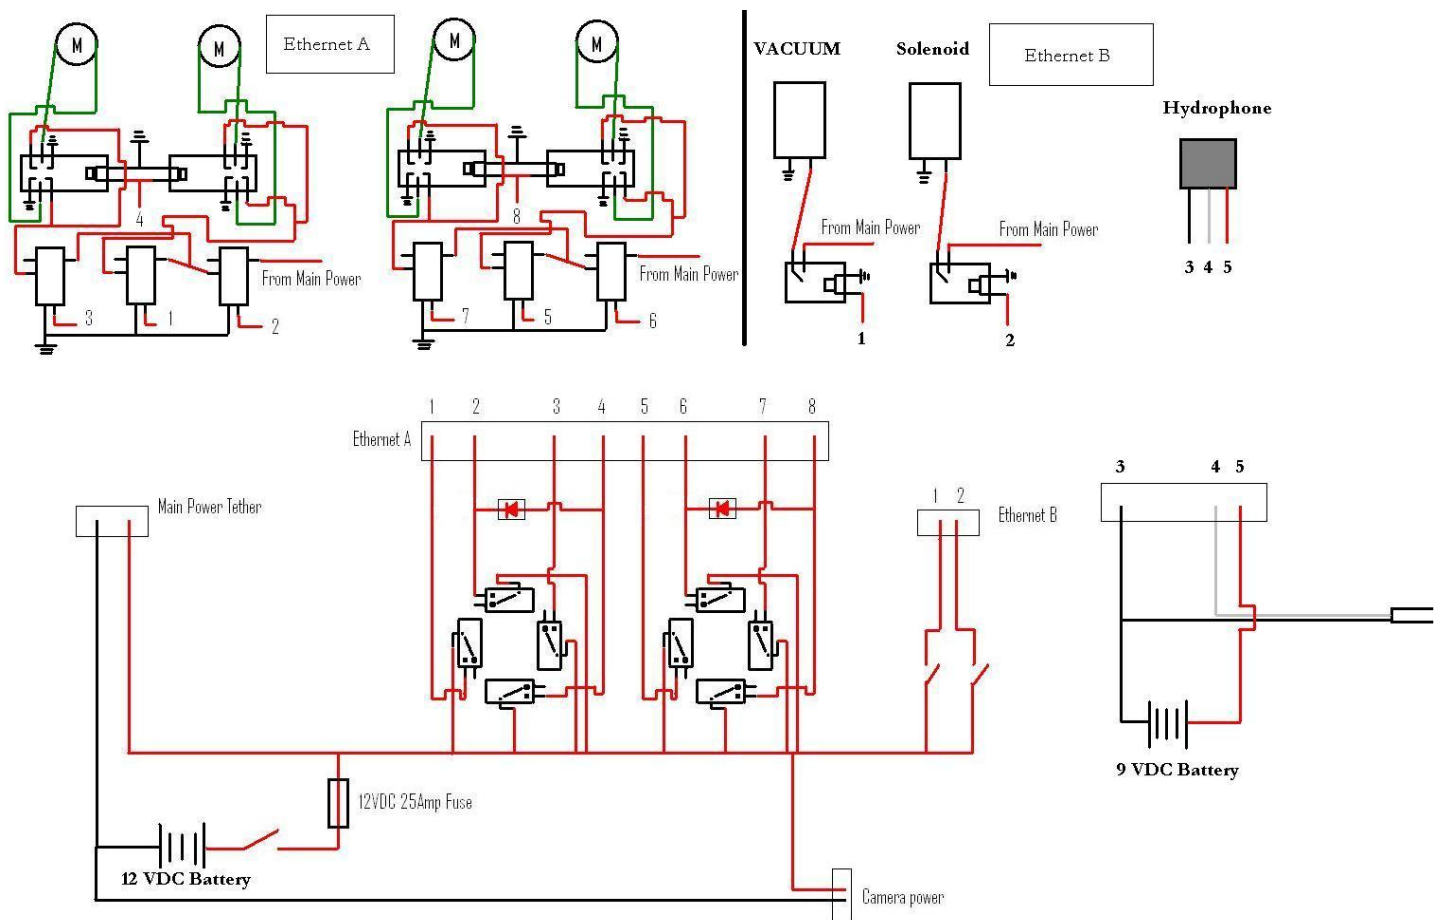 M
M
Ethernet A
M
M
VACUUM
Solenoid
Ethernet B
Hydrophone
4
8
From Main Power
From Main Power
From Main Power
From Main Power
3
1
2
7
5
6
1
2
3 4 5
1 2 3 4 5 6 7 8
Ethernet A
Main Power Tether
1 2
Ethernet B
3 4 5
12VDC 25Amp Fuse
9 VDC Battery
12 VDC Battery
Camera power